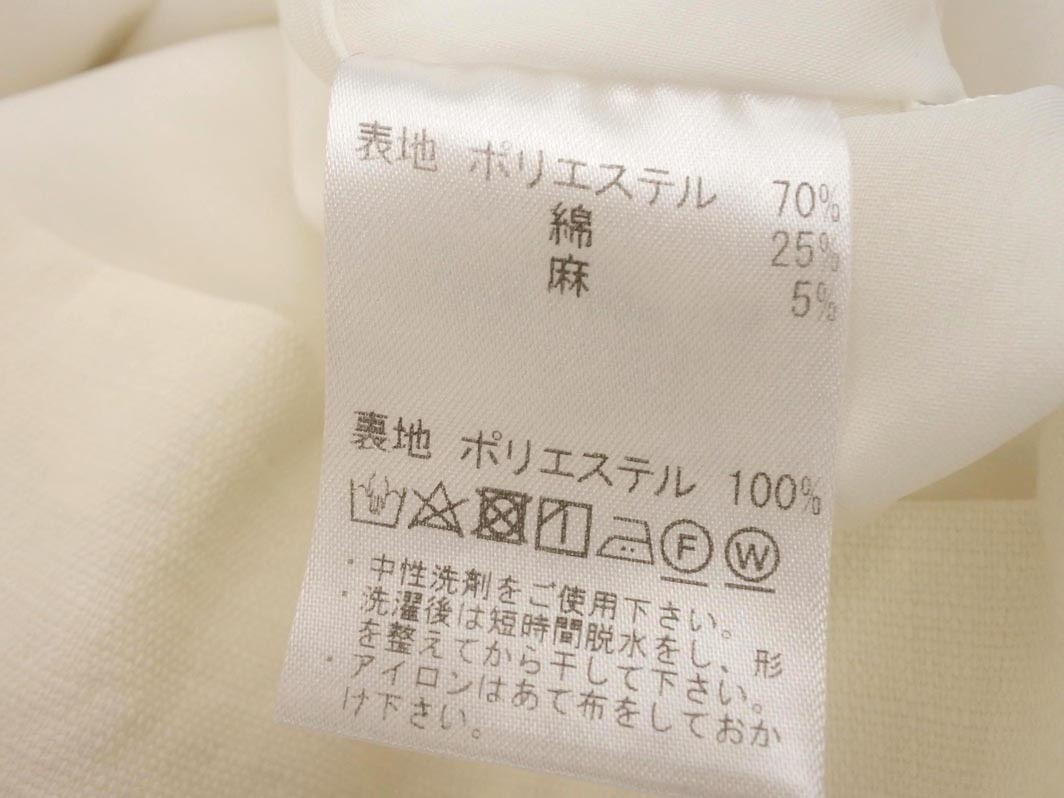 表地 ポリエステル 70%
綿 25%
麻 5%
裏地 ポリエステル 100%
F W
・中性洗剤をご使用下さい。
・洗濯後は短時間脱水をし、形
を整えてから干して下さい。
・アイロンはあて布をしておか
け下さい。